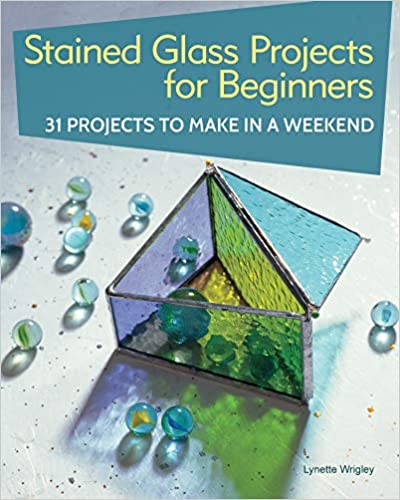 Stained Glass Projects
for Beginners
31 PROJECTS TO MAKE IN A WEEKEND
Lynette Wrigley